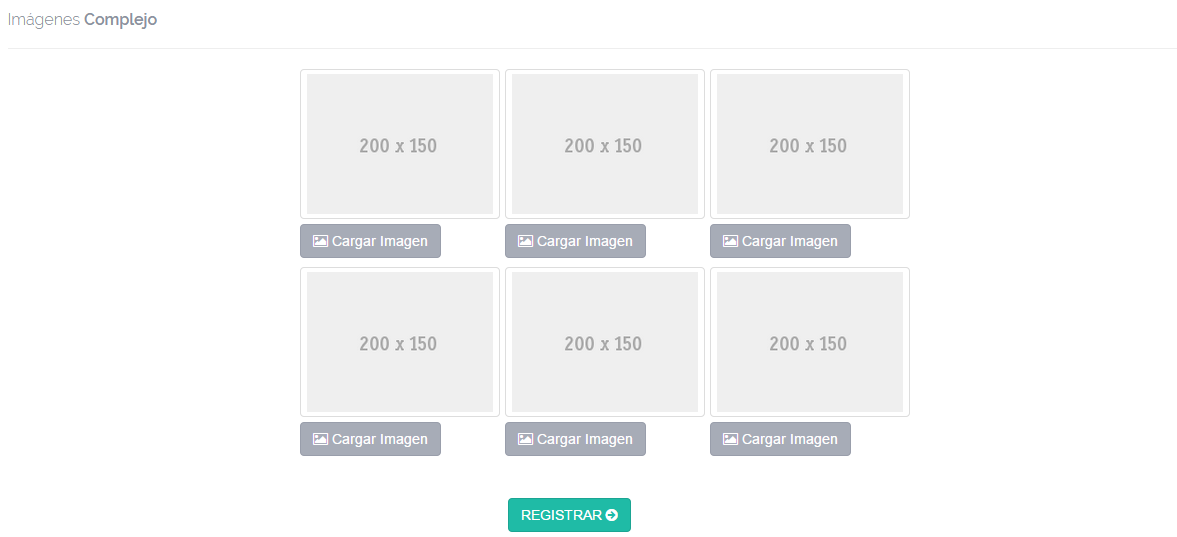 Imágenes Complejo
200 x 150 200 x 150 200 x 150
Cargar Imagen Cargar Imagen Cargar Imagen
200 x 150 200 x 150 200 x 150
Cargar Imagen Cargar Imagen Cargar Imagen
REGISTRAR